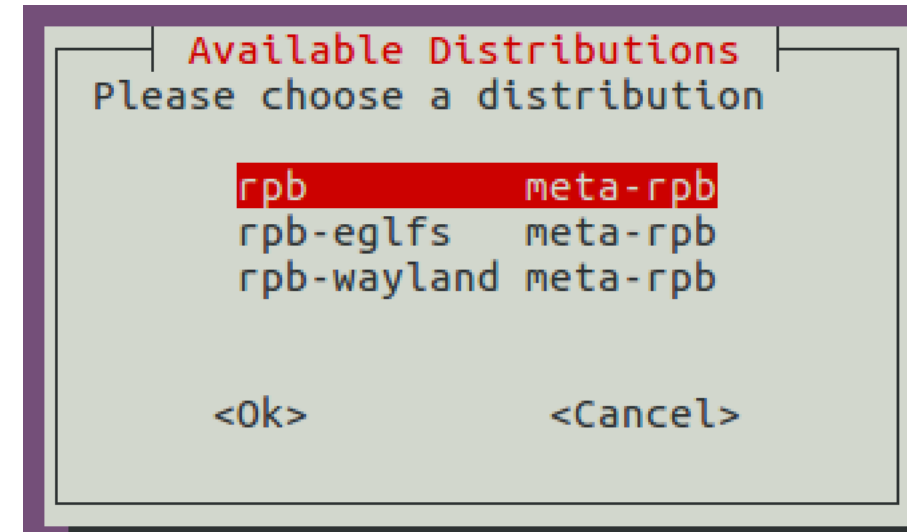 Available Distributions
Please choose a distribution
rpb meta-rpb
rpb-eglfs meta-rpb
rpb-wayland meta-rpb
<Ok> <Cancel>